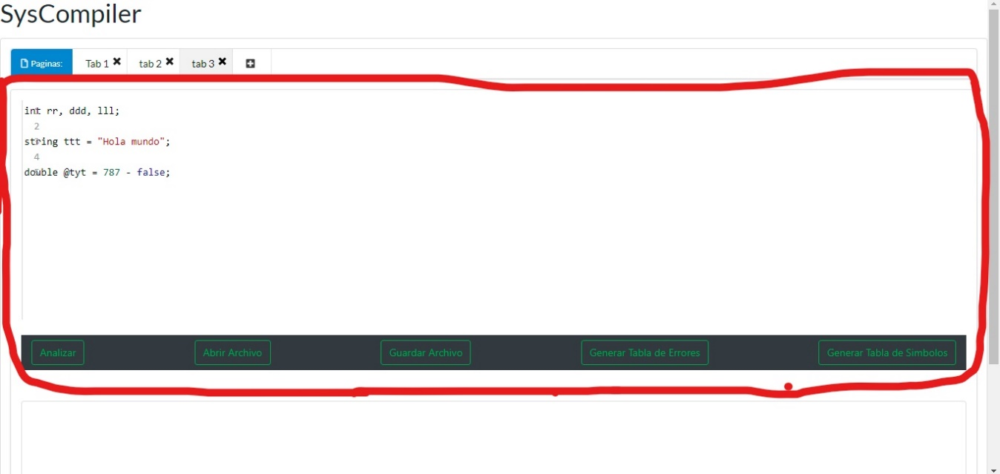 SysCompiler
Paginas: Tab 1 tab 2 tab 3
int rr, ddd, lll;
2
string ttt = "Hola mundo";
4
double @tyt = 787 - false;
Analizar Abrir Archivo Guardar Archivo Generar Tabla de Errores Generar Tabla de Simbolos